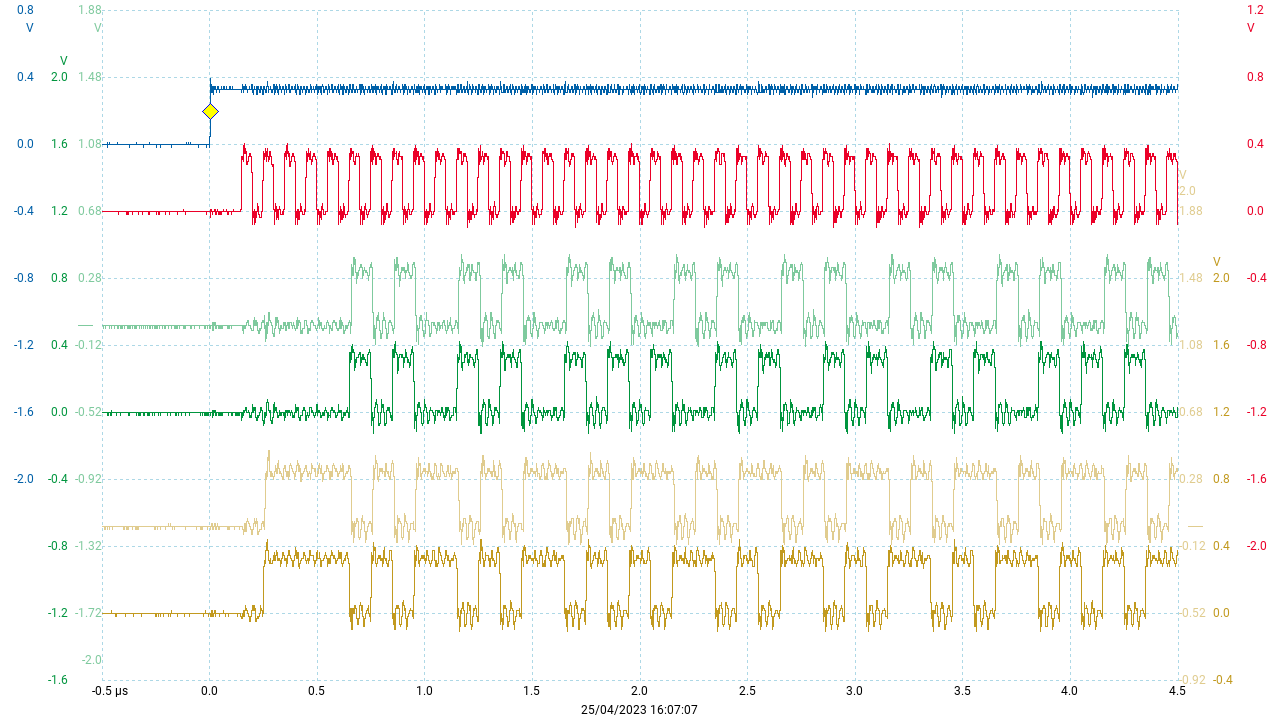 0.8 1.88 1.2
V V V
V
2.0
0.4 1.48 0.8
0.0 1.6 1.08 0.4
V
2.0
-0.4 1.2 0.68 1.88 0.0
V
-0.8 0.8 0.28 1.48 2.0 -0.4
-1.2 0.4 -0.12 1.08 1.6 -0.8
-1.6 0.0 -0.52 0.68 1.2 -1.2
-2.0 -0.4 -0.92 0.28 0.8 -1.6
-0.8 -1.32 -0.12 0.4 -2.0
-1.2 -1.72 -0.52 0.0
-2.0
-1.6 -0.92 -0.4
-0.5 µs 0.0 0.5 1.0 1.5 2.0 2.5 3.0 3.5 4.0 4.5
25/04/2023 16:07:07